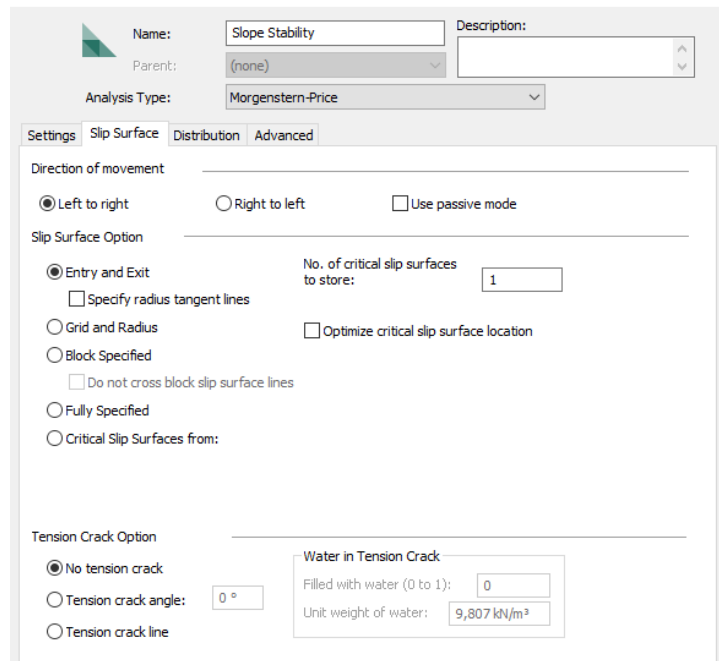 Name: Slope Stability Description:
Parent: (none)
Analysis Type: Morgenstern-Price
Settings Slip Surface Distribution Advanced
Direction of movement
Left to right Right to left Use passive mode
Slip Surface Option
Entry and Exit No. of critical slip surfaces to store: 1
Specify radius tangent lines
Grid and Radius Optimize critical slip surface location
Block Specified
Do not cross block slip surface lines
Fully Specified
Critical Slip Surfaces from:
Tension Crack Option
No tension crack
Tension crack angle: 0 °
Tension crack line
Water in Tension Crack
Filled with water (0 to 1): 0
Unit weight of water: 9,807 kN/m³